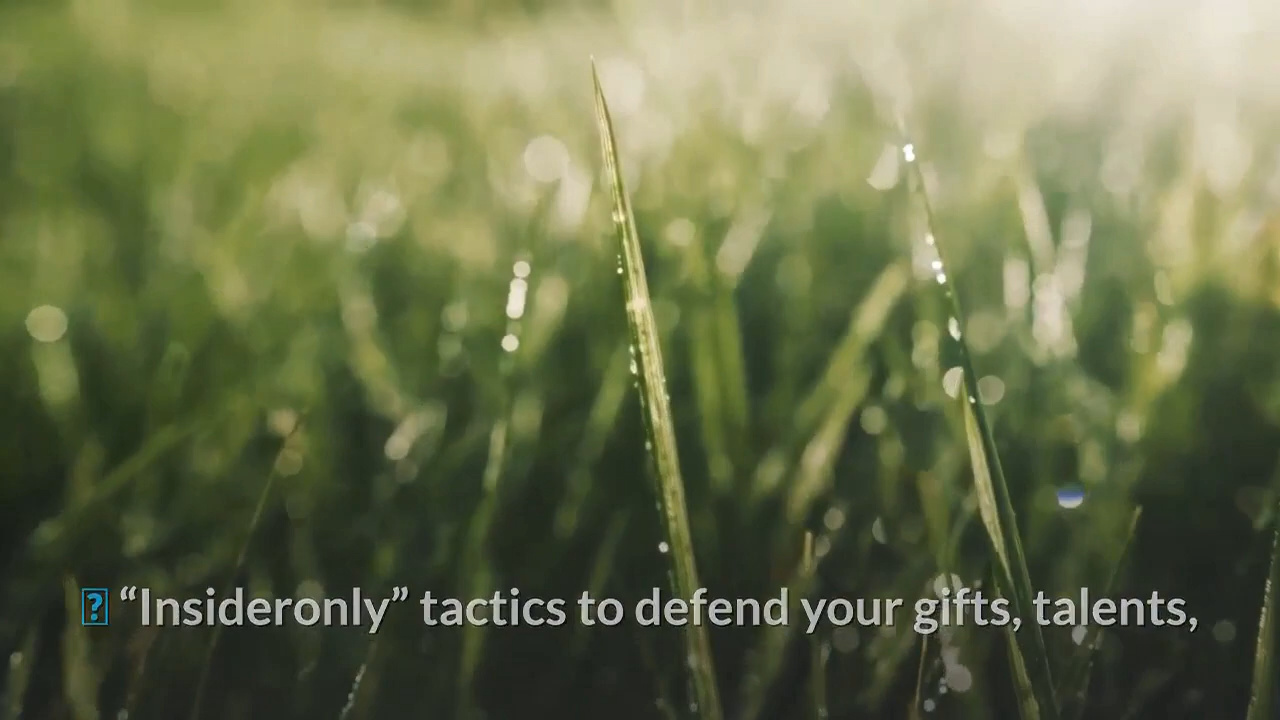 “Insideronly” tactics to defend your gifts, talents,